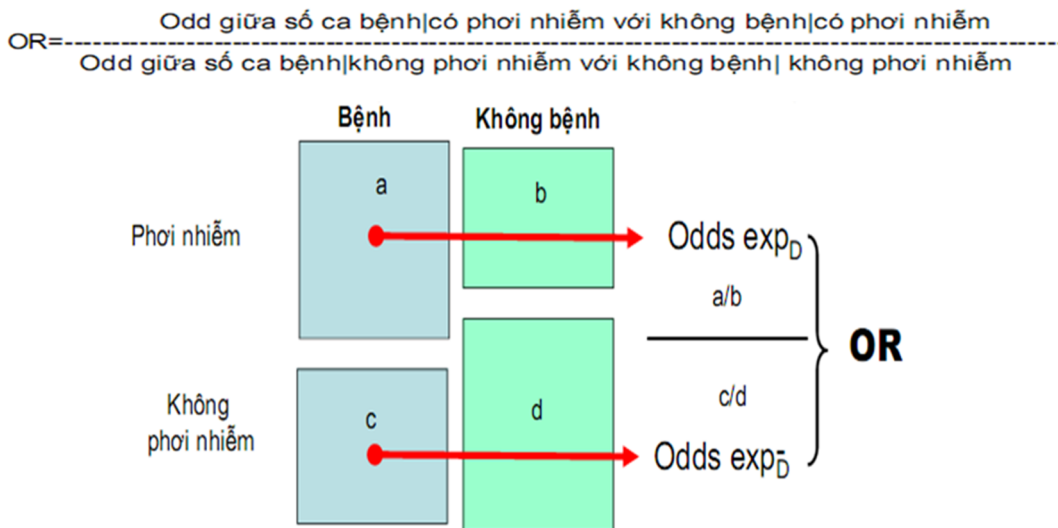 Odd giữa số ca bệnh|có phơi nhiễm với không bệnh|có phơi nhiễm
OR=---------------------------------------------------------------------------
Odd giữa số ca bệnh|không phơi nhiễm với không bệnh| không phơi nhiễm
Bệnh Không bệnh
a b
Phơi nhiễm Odds exp_D
a/b
OR
c/d
Không
phơi nhiễm
c d
Odds exp_D̄